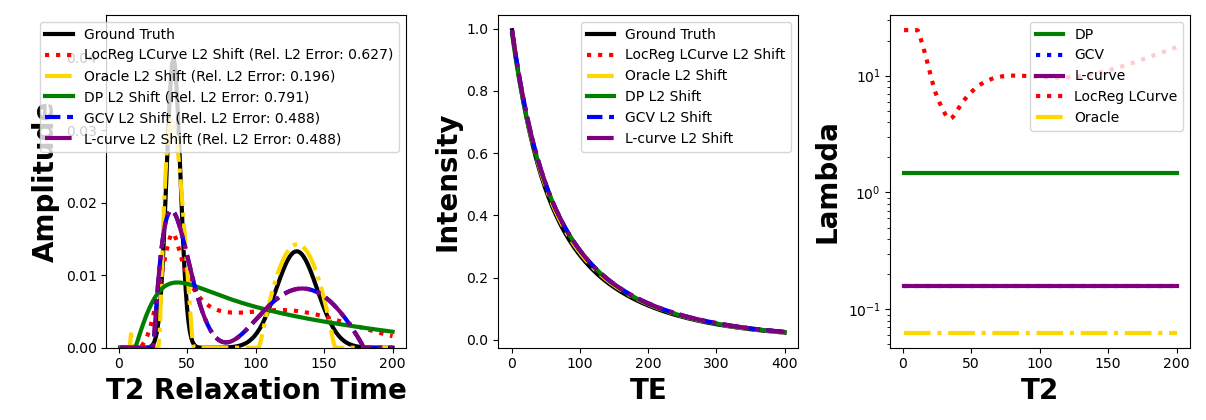 Amplitude
0.04
0.03
0.02
0.01
0.00
0
50
100
150
200
T2 Relaxation Time
Ground Truth
LocReg LCurve L2 Shift (Rel. L2 Error: 0.627)
Oracle L2 Shift (Rel. L2 Error: 0.196)
DP L2 Shift (Rel. L2 Error: 0.791)
GCV L2 Shift (Rel. L2 Error: 0.488)
L-curve L2 Shift (Rel. L2 Error: 0.488)
Intensity
1.0
0.8
0.6
0.4
0.2
0.0
0
100
200
300
400
TE
Ground Truth
LocReg LCurve L2 Shift
Oracle L2 Shift
DP L2 Shift
GCV L2 Shift
L-curve L2 Shift
Lambda
10¹
10⁰
10⁻¹
0
50
100
150
200
T2
DP
GCV
L-curve
LocReg LCurve
Oracle